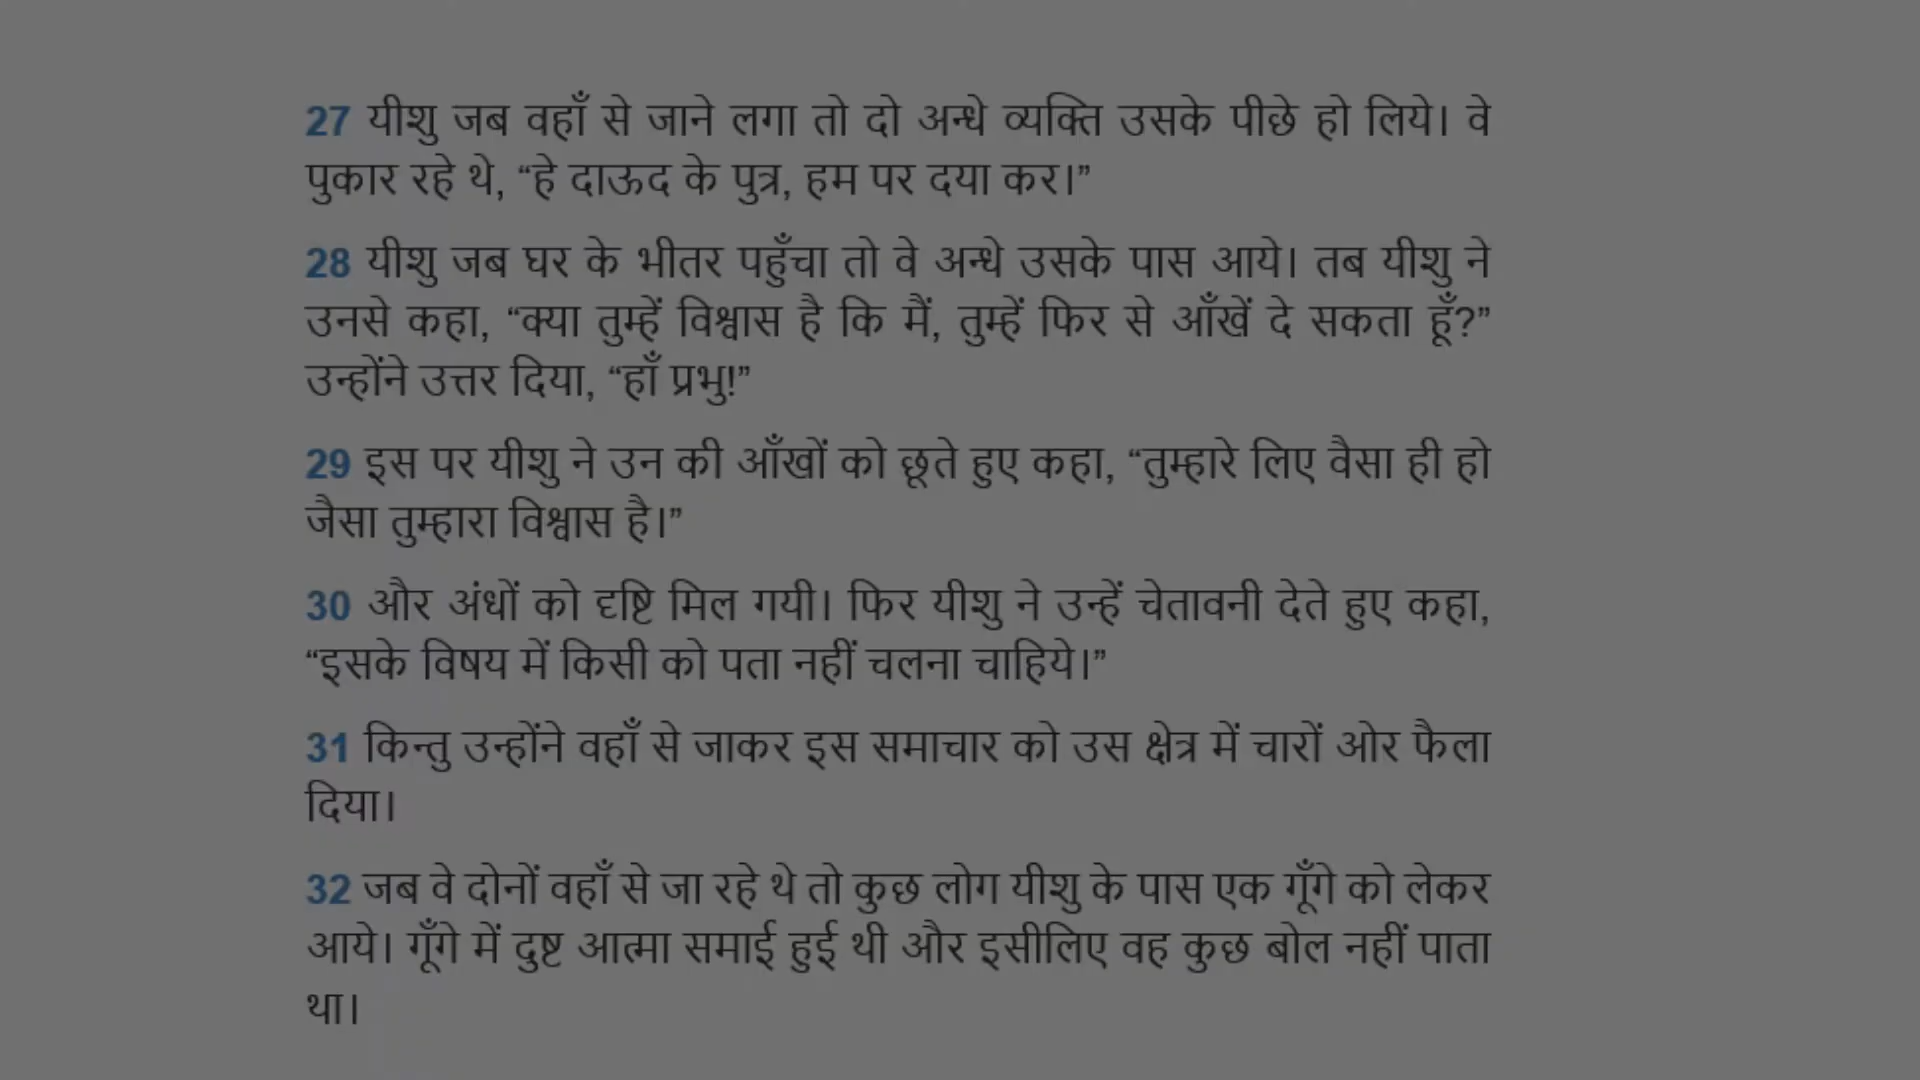 27 यीशु जब वहाँ से जाने लगा तो दो अन्धे व्यक्ति उसके पीछे हो लिये। वे
पुकार रहे थे, “हे दाऊद के पुत्र, हम पर दया कर।”
28 यीशु जब घर के भीतर पहुँचा तो वे अन्धे उसके पास आये। तब यीशु ने
उनसे कहा, “क्या तुम्हें विश्वास है कि मैं, तुम्हें फिर से आँखें दे सकता हूँ?”
उन्होंने उत्तर दिया, “हाँ प्रभु!”
29 इस पर यीशु ने उन की आँखों को छूते हुए कहा, “तुम्हारे लिए वैसा ही हो
जैसा तुम्हारा विश्वास है।”
30 और अंधों को दृष्टि मिल गयी। फिर यीशु ने उन्हें चेतावनी देते हुए कहा,
“इसके विषय में किसी को पता नहीं चलना चाहिये।”
31 किन्तु उन्होंने वहाँ से जाकर इस समाचार को उस क्षेत्र में चारों ओर फैला
दिया।
32 जब वे दोनों वहाँ से जा रहे थे तो कुछ लोग यीशु के पास एक गूँगे को लेकर
आये। गूँगे में दुष्ट आत्मा समाई हुई थी और इसीलिए वह कुछ बोल नहीं पाता
था।